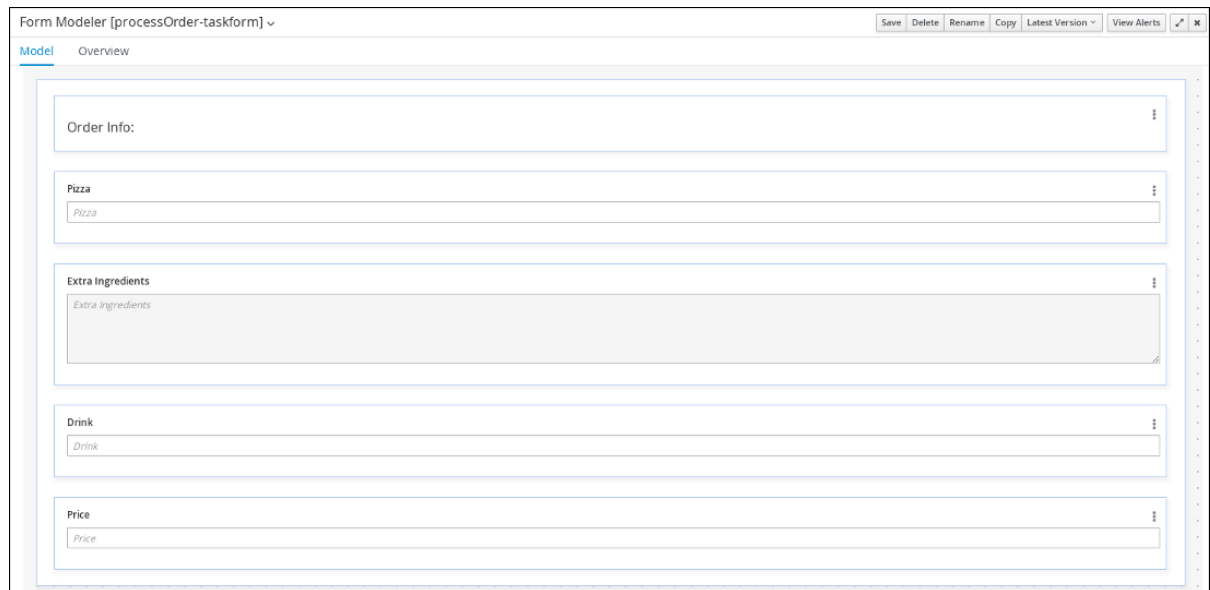 Form Modeler [processOrder-taskform]
Save Delete Rename Copy Latest Version View Alerts
Model Overview
Order Info:
Pizza
Pizza
Extra Ingredients
Extra Ingredients
Drink
Drink
Price
Price